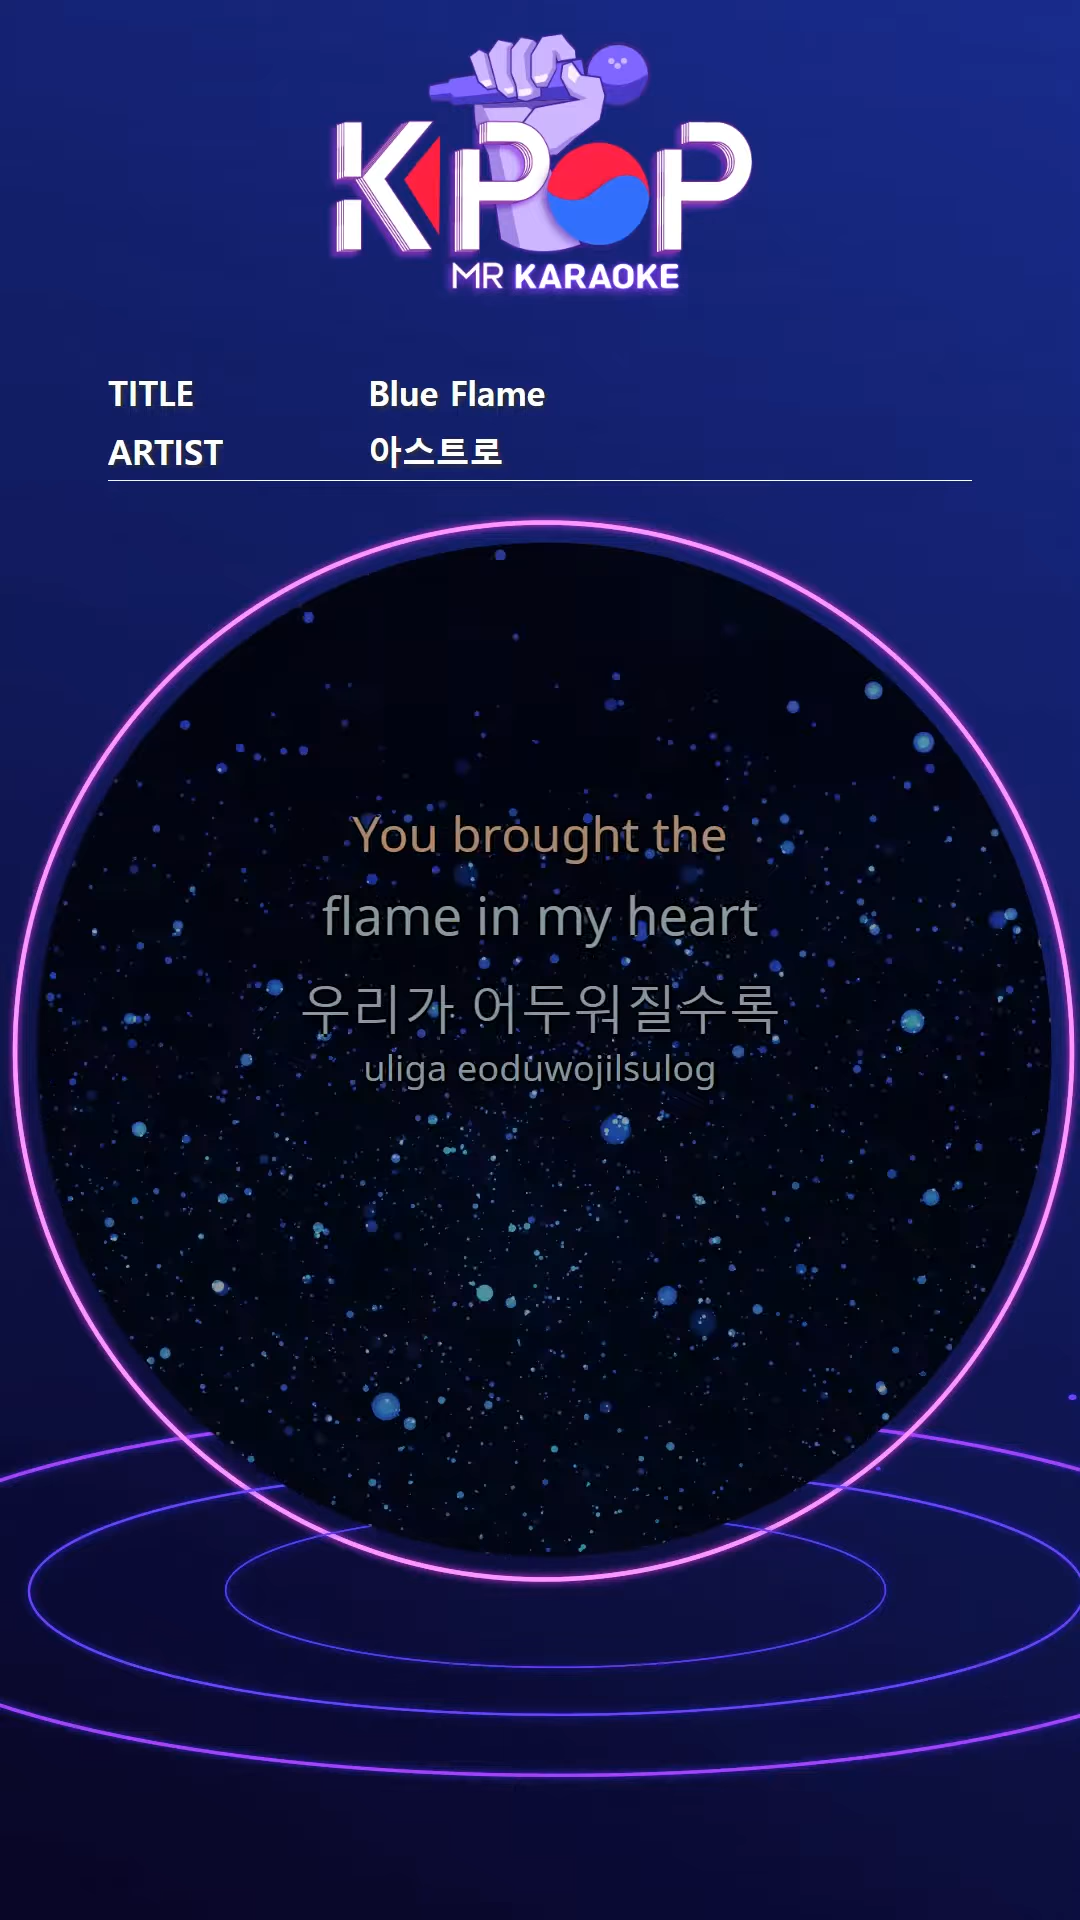 KPOP
MR KARAOKE
TITLE Blue Flame
ARTIST 아스트로
You brought the
flame in my heart
우리가 어두워질수록
uliga eoduwojilsulog